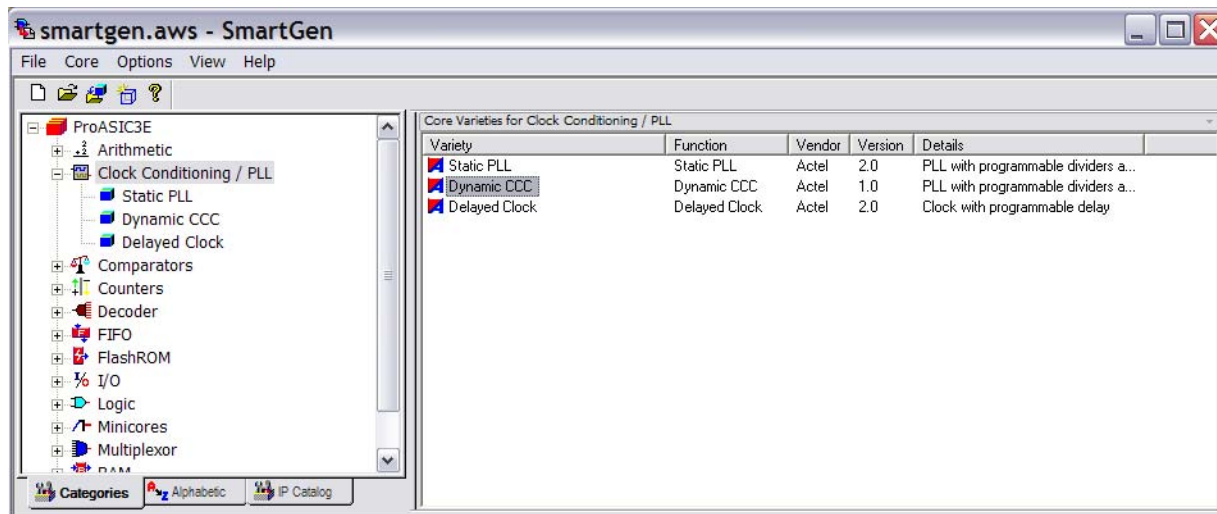 smartgen.aws - SmartGen
File Core Options View Help
ProASIC3E
Arithmetic
Clock Conditioning / PLL
Static PLL
Dynamic CCC
Delayed Clock
Comparators
Counters
Decoder
FIFO
FlashROM
I/O
Logic
Minicores
Multiplexor
RAM
Categories Alphabetic IP Catalog
Core Varieties for Clock Conditioning / PLL
Variety Function Vendor Version Details
Static PLL Static PLL Actel 2.0 PLL with programmable dividers a...
Dynamic CCC Dynamic CCC Actel 1.0 PLL with programmable dividers a...
Delayed Clock Delayed Clock Actel 2.0 Clock with programmable delay